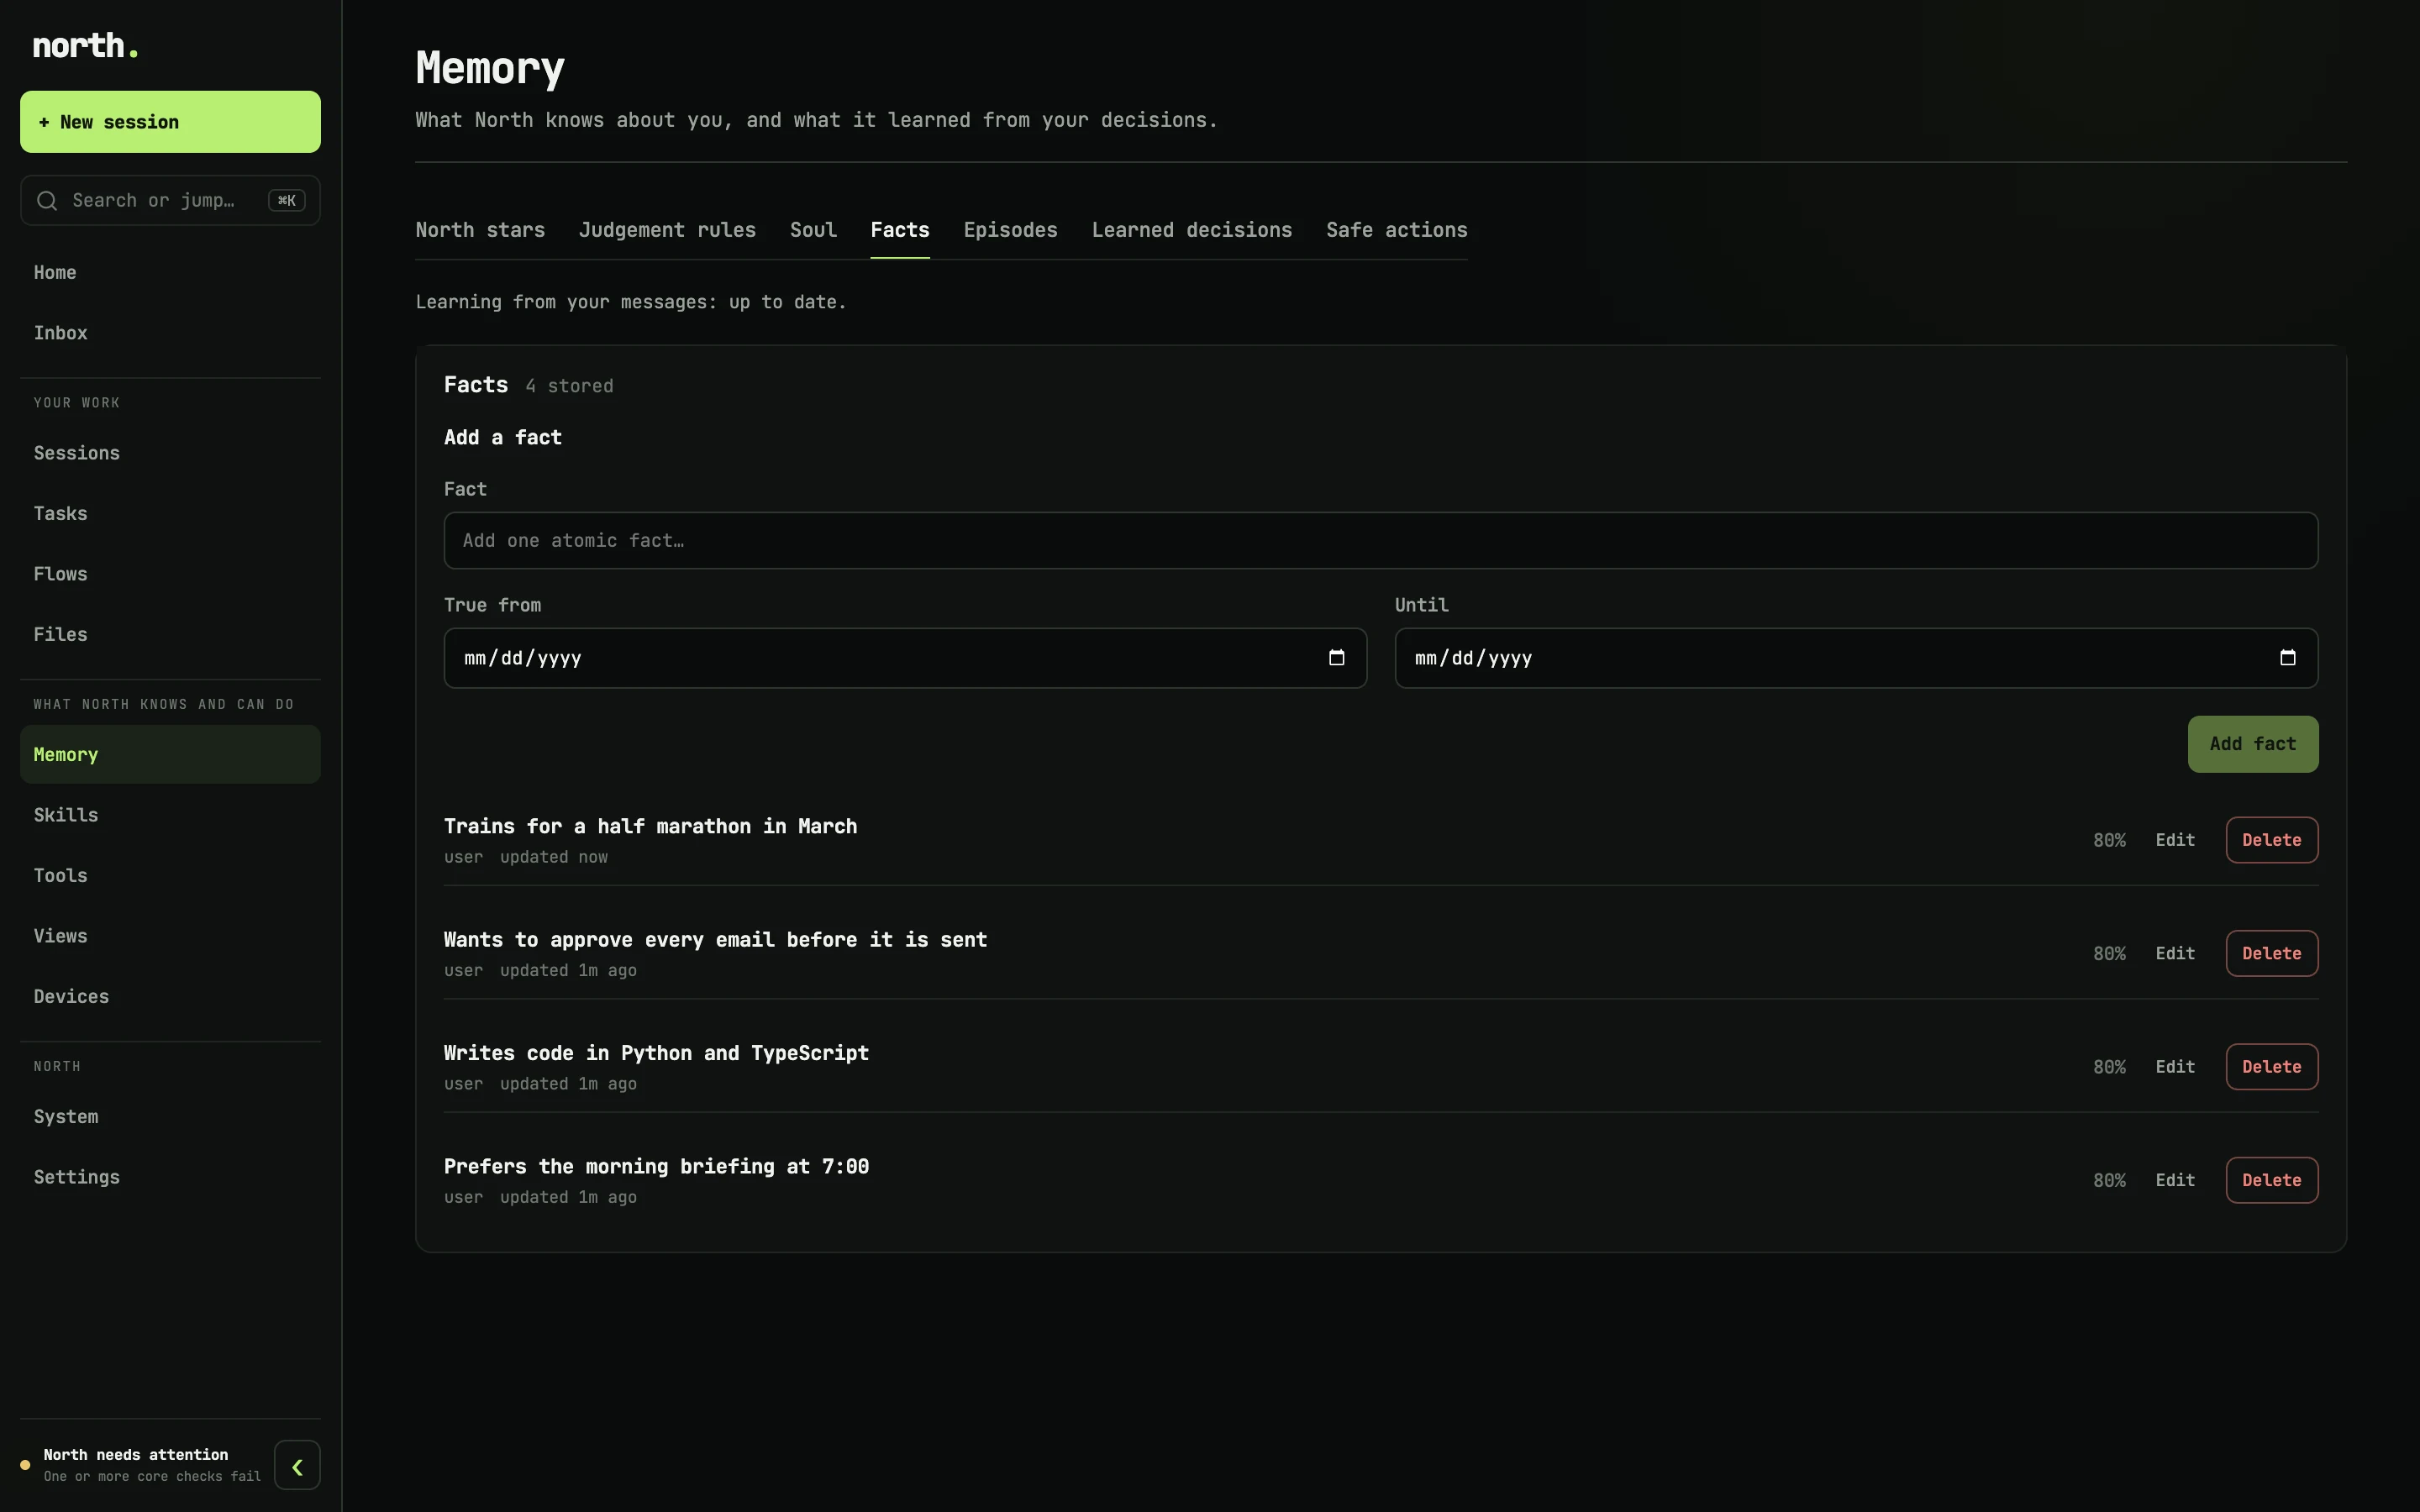 north.
+ New session
Search or jump… ⌘K
Home
Inbox
YOUR WORK
Sessions
Tasks
Flows
Files
WHAT NORTH KNOWS AND CAN DO
Memory
Skills
Tools
Views
Devices
NORTH
System
Settings
North needs attention
One or more core checks fail
Memory
What North knows about you, and what it learned from your decisions.
North stars Judgement rules Soul Facts Episodes Learned decisions Safe actions
Learning from your messages: up to date.
Facts 4 stored
Add a fact
Fact
Add one atomic fact…
True from Until
mm/dd/yyyy mm/dd/yyyy
Add fact
Trains for a half marathon in March
user updated now
80% Edit Delete
Wants to approve every email before it is sent
user updated 1m ago
80% Edit Delete
Writes code in Python and TypeScript
user updated 1m ago
80% Edit Delete
Prefers the morning briefing at 7:00
user updated 1m ago
80% Edit Delete